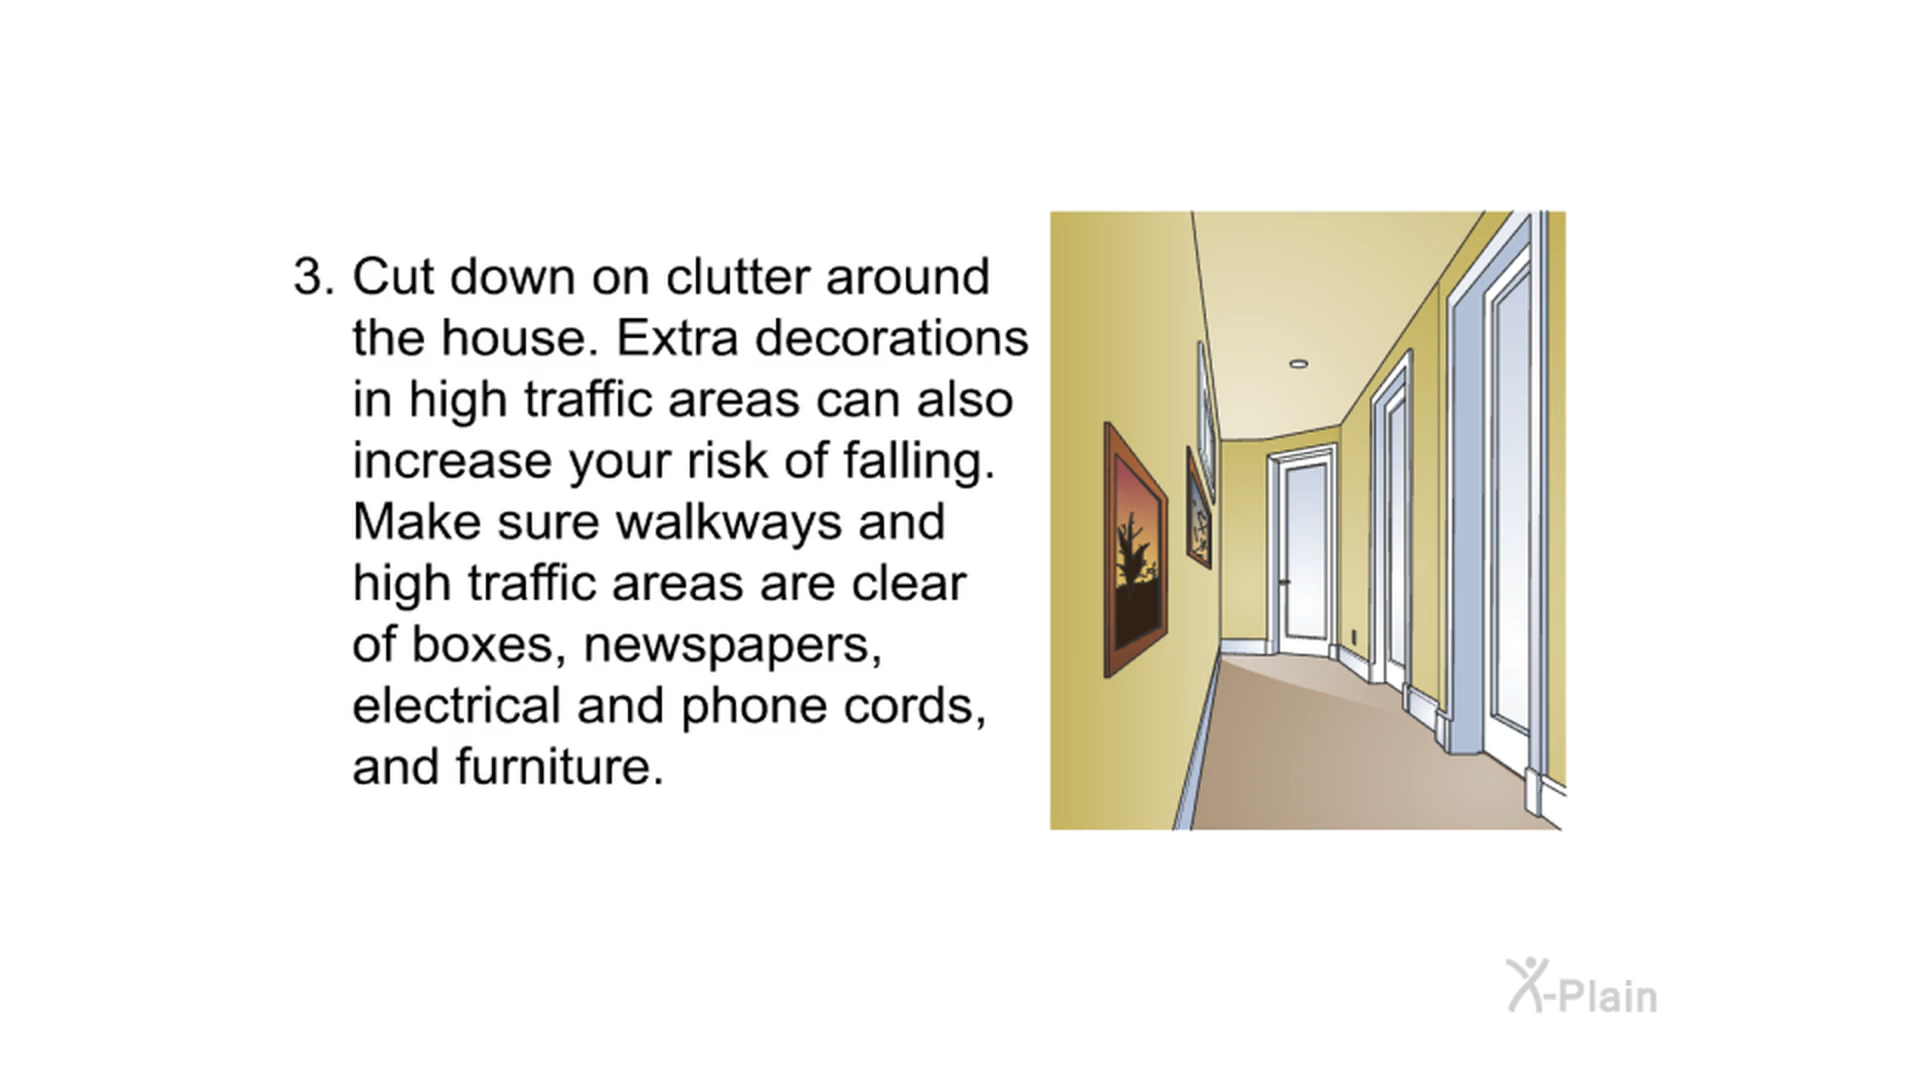 3. Cut down on clutter around
the house. Extra decorations
in high traffic areas can also
increase your risk of falling.
Make sure walkways and
high traffic areas are clear
of boxes, newspapers,
electrical and phone cords,
and furniture.
X-Plain